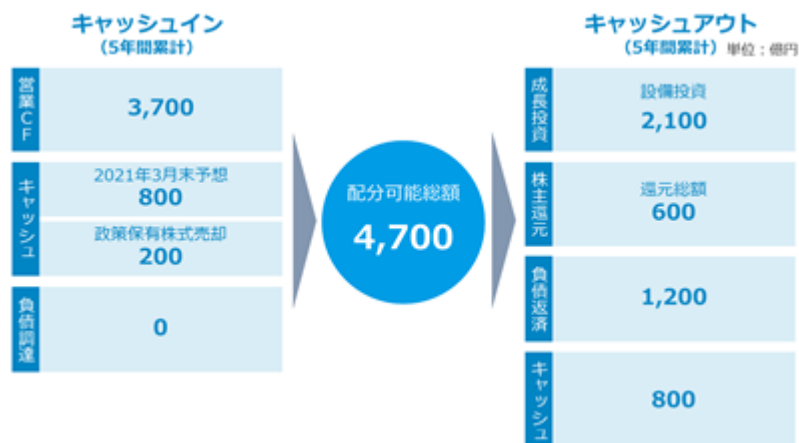 キャッシュイン
（5年間累計）
営業CF
3,700
キャッシュ
2021年3月末予想
800
政策保有株式売却
200
負債調達
0
配分可能総額
4,700
キャッシュアウト
（5年間累計） 単位：億円
成長投資
設備投資
2,100
株主還元
還元総額
600
負債返済
1,200
キャッシュ
800